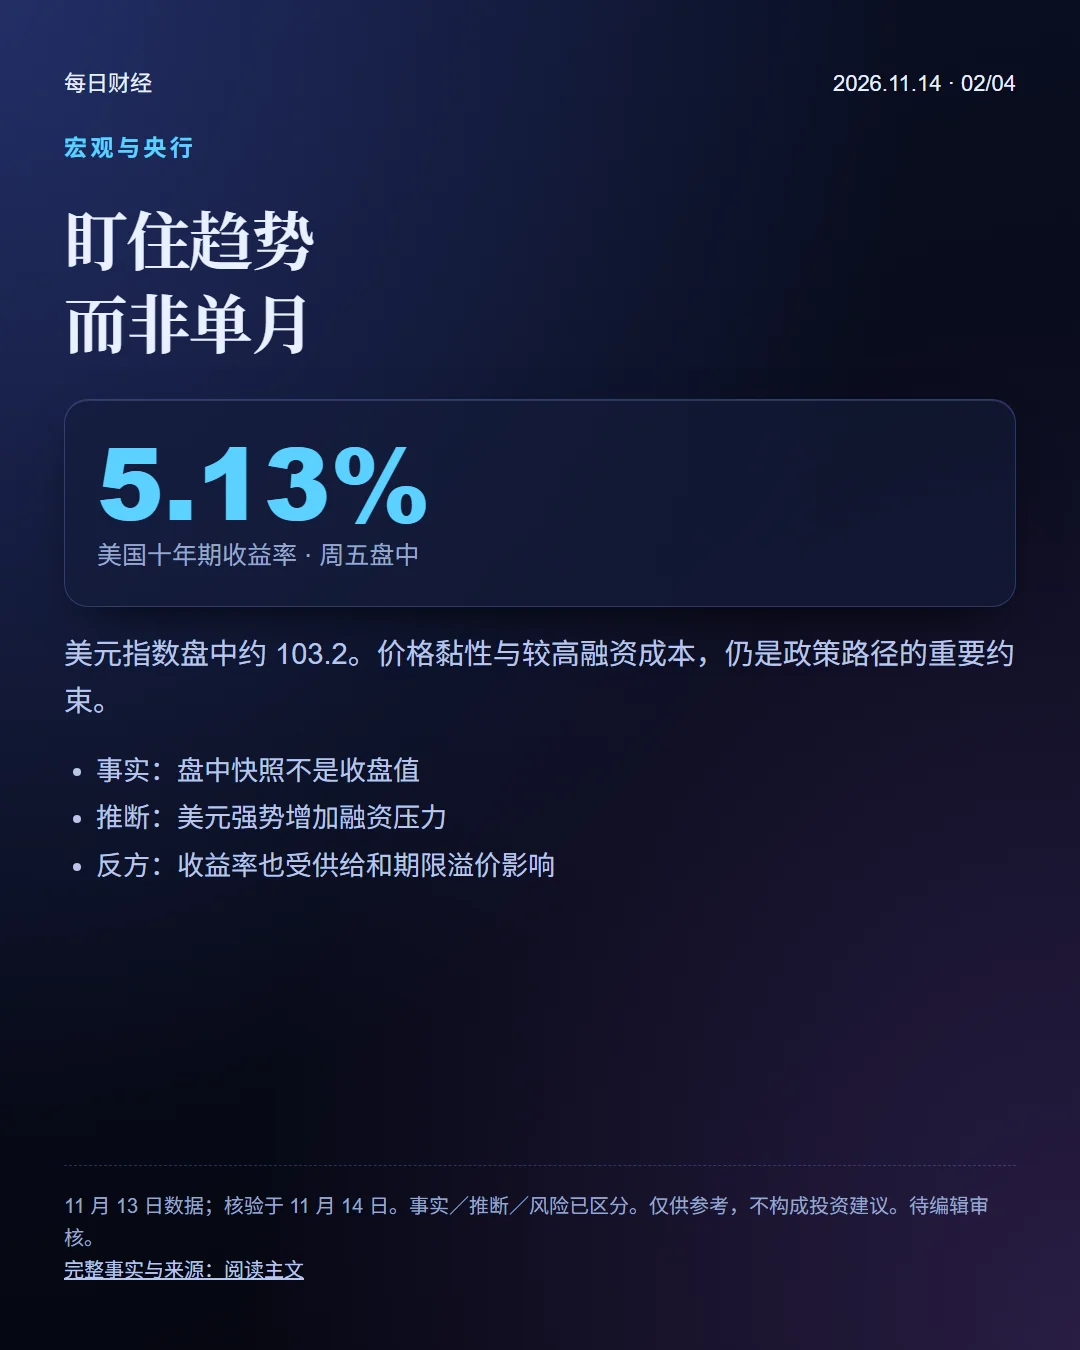 每日财经
2026.11.14 · 02/04
宏观与央行
盯住趋势
而非单月
5.13%
美国十年期收益率 · 周五盘中
美元指数盘中约 103.2。价格黏性与较高融资成本，仍是政策路径的重要约
束。
• 事实：盘中快照不是收盘值
• 推断：美元强势增加融资压力
• 反方：收益率也受供给和期限溢价影响
11 月 13 日数据；核验于 11 月 14 日。事实／推断／风险已区分。仅供参考，不构成投资建议。待编辑审
核。
完整事实与来源：阅读主文